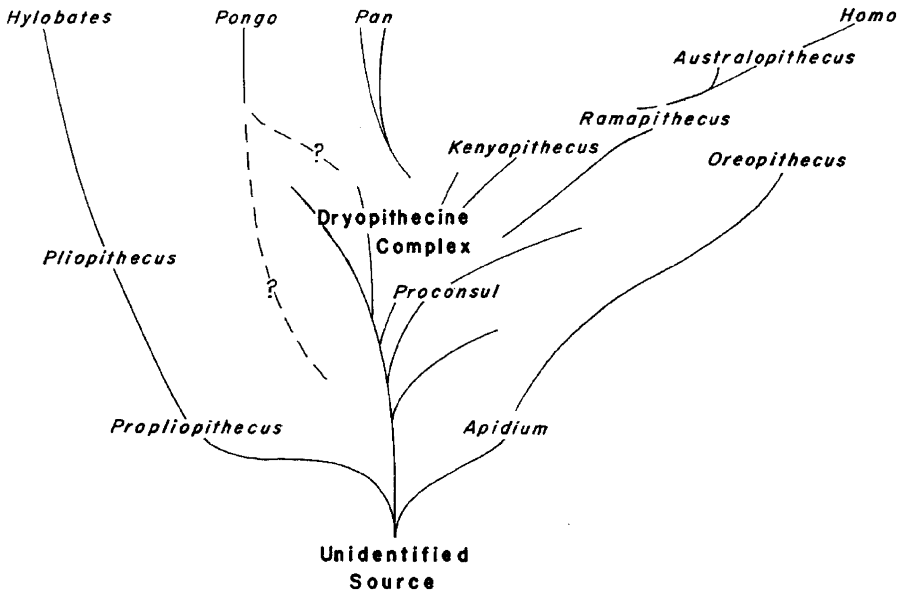 Hylobates
Pongo
Pan
Homo
Australopithecus
Ramapithecus
Kenyapithecus
Oreopithecus
?
Dryopithecine
Complex
Pliopithecus
?
Proconsul
Propliopithecus
Apidium
Unidentified
Source